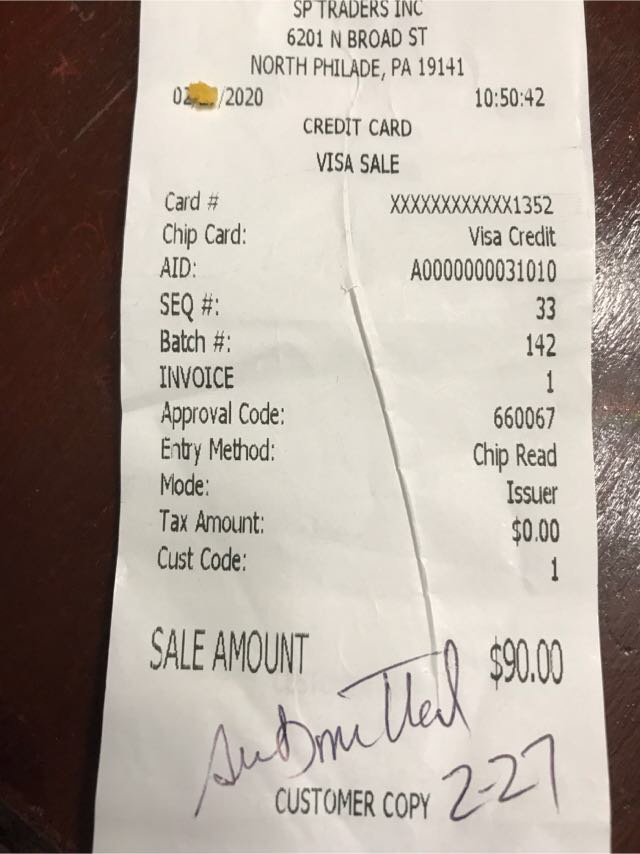 SP TRADERS INC
6201 N BROAD ST
NORTH PHILADE, PA 19141
02/ /2020 10:50:42
CREDIT CARD
VISA SALE
Card # XXXXXXXXXXXX1352
Chip Card: Visa Credit
AID: A0000000031010
SEQ #: 33
Batch #: 142
INVOICE 1
Approval Code: 660067
Entry Method: Chip Read
Mode: Issuer
Tax Amount: $0.00
Cust Code: 1
SALE AMOUNT $90.00
Submitted
CUSTOMER COPY 2-27